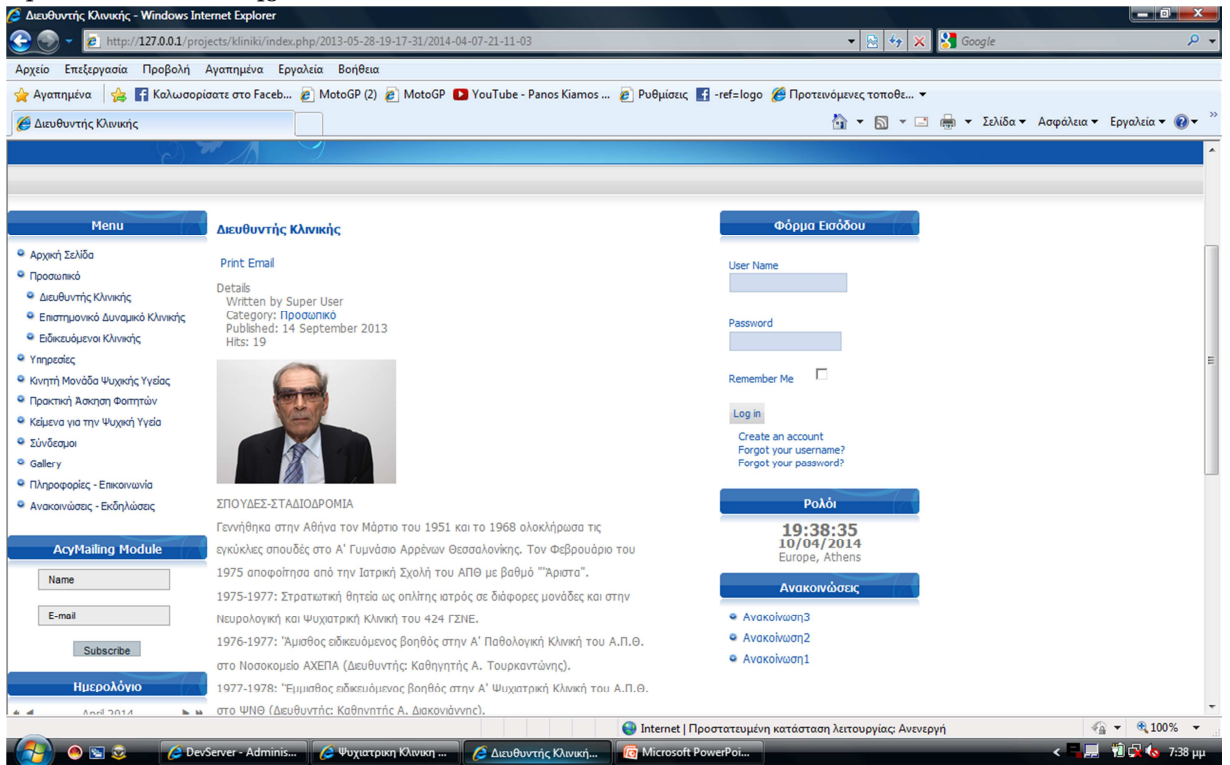 Διευθυντής Κλινικής - Windows Internet Explorer
http://127.0.0.1/projects/kliniki/index.php/2013-05-28-19-17-31/2014-04-07-21-11-03
Google
Αρχείο Επεξεργασία Προβολή Αγαπημένα Εργαλεία Βοήθεια
Αγαπημένα Καλωσορίσατε στο Faceb... MotoGP (2) MotoGP YouTube - Panos Kiamos ... Ρυθμίσεις -ref=logo Προτεινόμενες τοποθε...
Διευθυντής Κλινικής
Σελίδα Ασφάλεια Εργαλεία
Menu
Αρχική Σελίδα
Προσωπικό
Διευθυντής Κλινικής
Επιστημονικό Δυναμικό Κλινικής
Ειδικευόμενοι Κλινικής
Υπηρεσίες
Κινητή Μονάδα Ψυχικής Υγείας
Πρακτική Άσκηση Φοιτητών
Κείμενα για την Ψυχική Υγεία
Σύνδεσμοι
Gallery
Πληροφορίες - Επικοινωνία
Ανακοινώσεις - Εκδηλώσεις
AcyMailing Module
Name
E-mail
Subscribe
Ημερολόγιο
April 2014
Διευθυντής Κλινικής
Print Email
Details
Written by Super User
Category: Προσωπικό
Published: 14 September 2013
Hits: 19
ΣΠΟΥΔΕΣ-ΣΤΑΔΙΟΔΡΟΜΙΑ
Γεννήθηκα στην Αθήνα τον Μάρτιο του 1951 και το 1968 ολοκλήρωσα τις
εγκύκλιες σπουδές στο Α' Γυμνάσιο Αρρένων Θεσσαλονίκης. Τον Φεβρουάριο του
1975 αποφοίτησα από την Ιατρική Σχολή του ΑΠΘ με βαθμό "Άριστα".
1975-1977: Στρατιωτική θητεία ως οπλίτης ιατρός σε διάφορες μονάδες και στην
Νευρολογική και Ψυχιατρική Κλινική του 424 ΓΣΝΕ.
1976-1977: Άμισθος ειδικευόμενος βοηθός στην Α' Παθολογική Κλινική του Α.Π.Θ.
στο Νοσοκομείο ΑΧΕΠΑ (Διευθυντής: Καθηγητής Α. Τουρκαντώνης).
1977-1978: Έμμισθος ειδικευόμενος βοηθός στην Α' Ψυχιατρική Κλινική του Α.Π.Θ.
στο ΨΝΘ (Διευθυντής: Καθηγητής Α. Διακογιάννης).
Φόρμα Εισόδου
User Name
Password
Remember Me
Log in
Create an account
Forgot your username?
Forgot your password?
Ρολόι
19:38:35
10/04/2014
Europe, Athens
Ανακοινώσεις
Ανακοίνωση3
Ανακοίνωση2
Ανακοίνωση1
Internet | Προστατευμένη κατάσταση λειτουργίας: Ανενεργή
100%
DevServer - Adminis... Ψυχιατρικη Κλινικη ... Διευθυντής Κλινική... Microsoft PowerPoi...
7:38 μμ